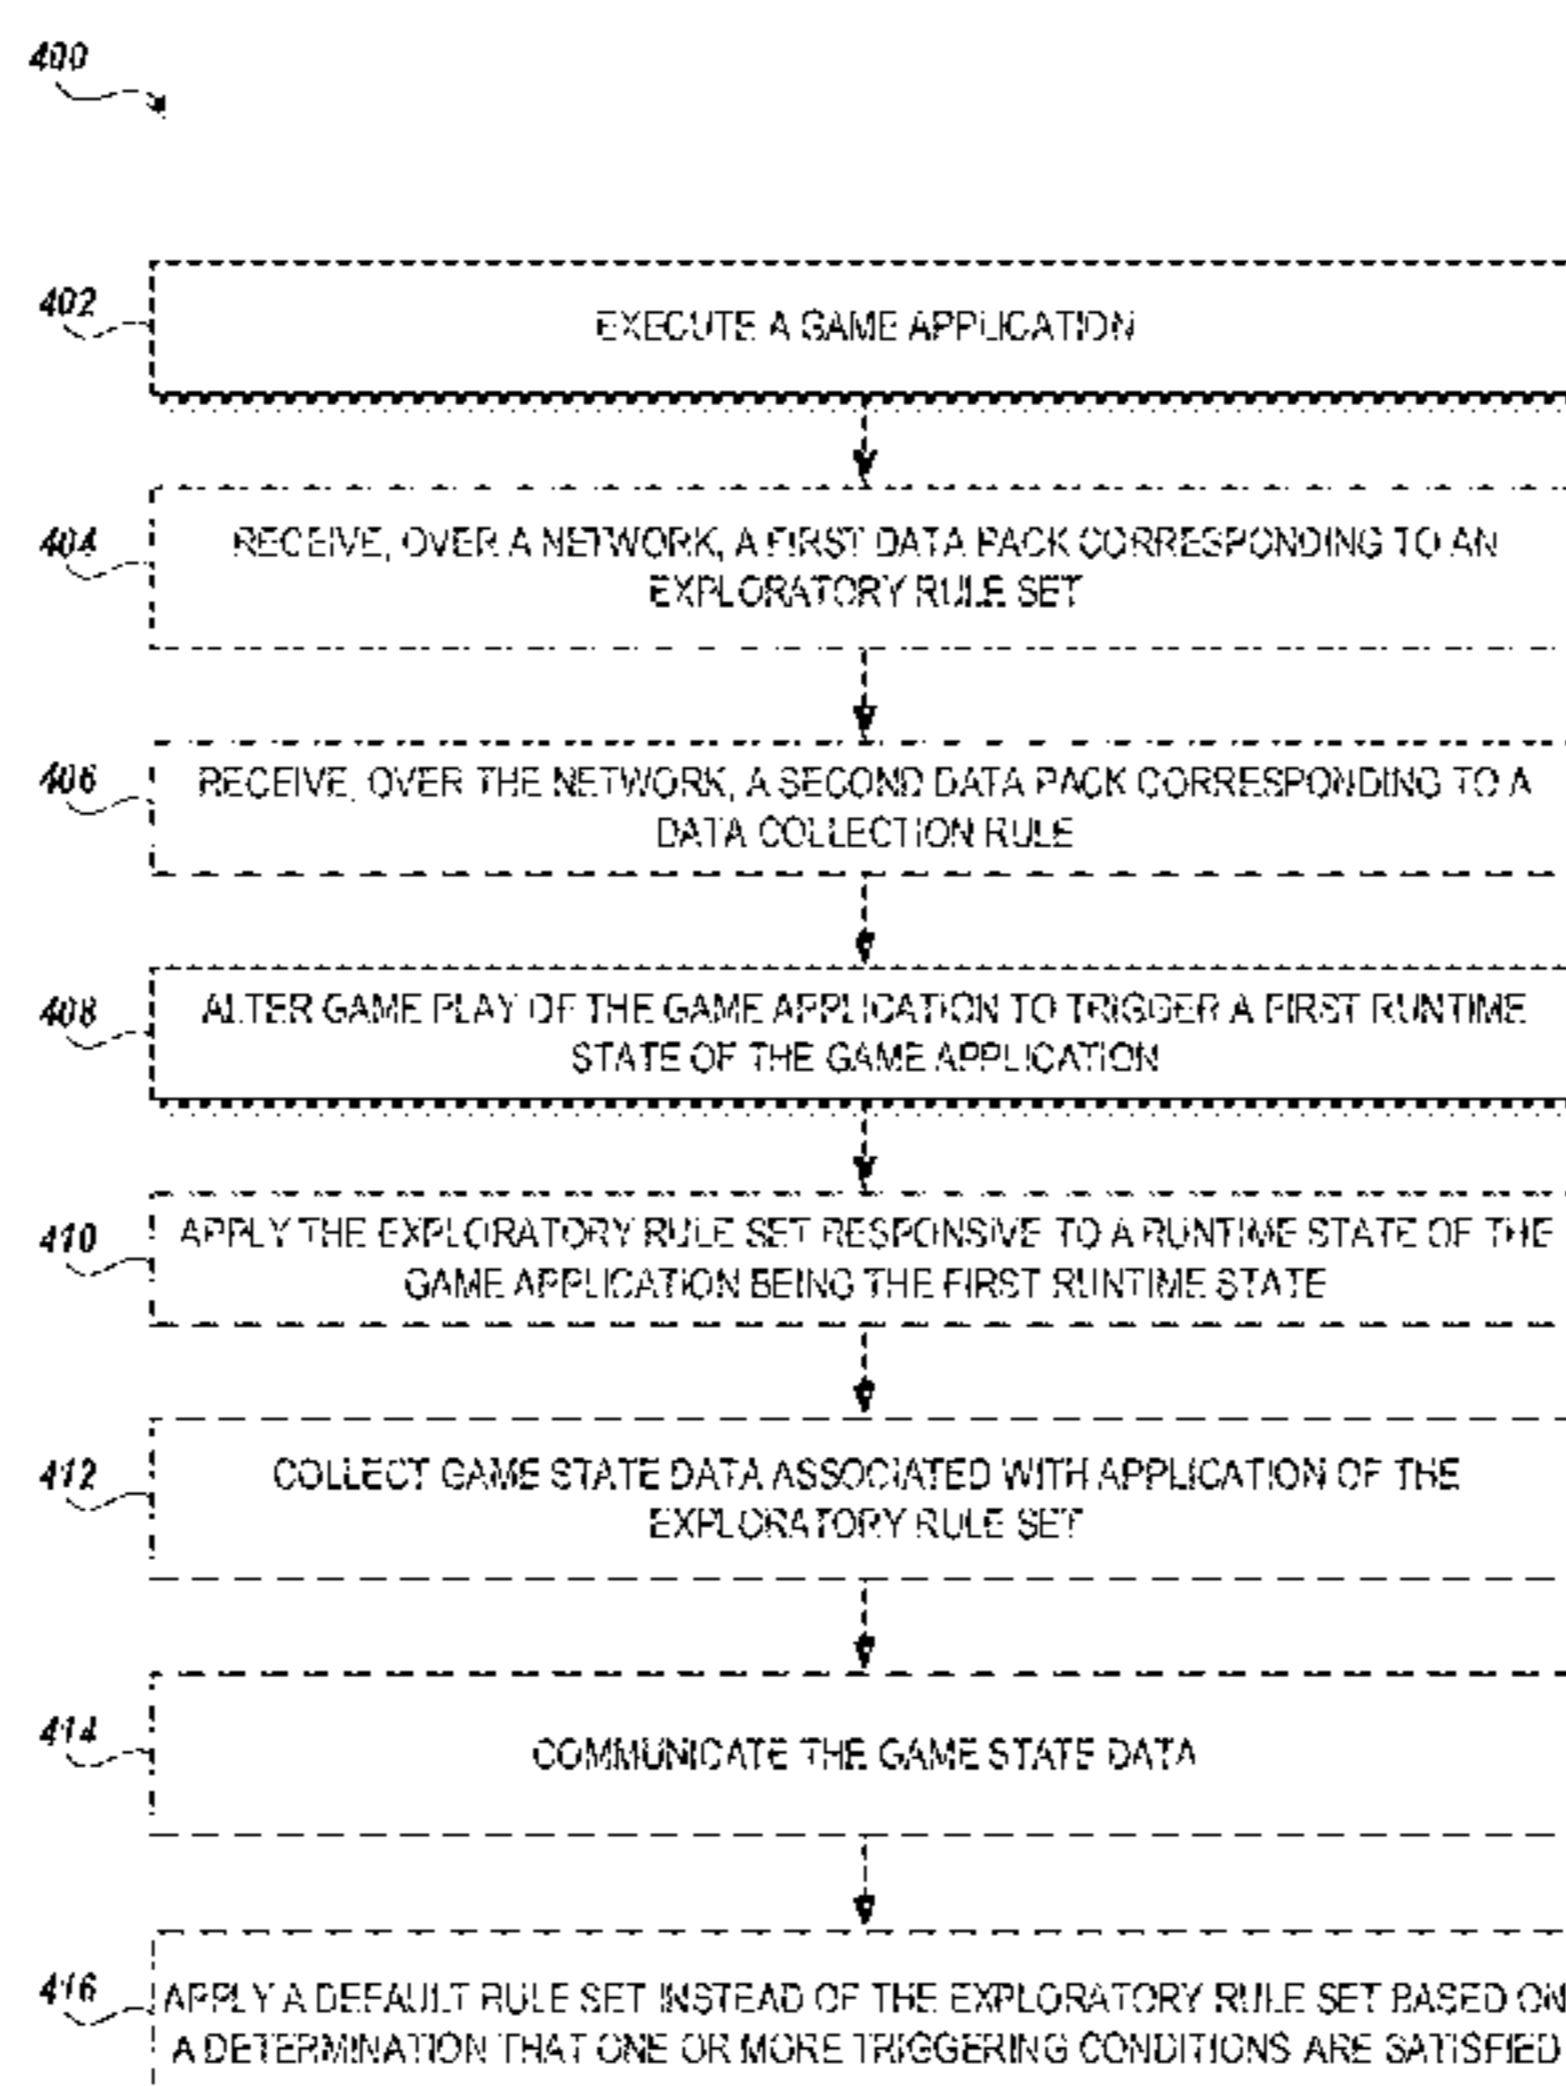 400
402
EXECUTE A GAME APPLICATION
404
RECEIVE, OVER A NETWORK, A FIRST DATA PACK CORRESPONDING TO AN
EXPLORATORY RULE SET
406
RECEIVE, OVER THE NETWORK, A SECOND DATA PACK CORRESPONDING TO A
DATA COLLECTION RULE
408
ALTER GAME PLAY OF THE GAME APPLICATION TO TRIGGER A FIRST RUNTIME
STATE OF THE GAME APPLICATION
410
APPLY THE EXPLORATORY RULE SET RESPONSIVE TO A RUNTIME STATE OF THE
GAME APPLICATION BEING THE FIRST RUNTIME STATE
412
COLLECT GAME STATE DATA ASSOCIATED WITH APPLICATION OF THE
EXPLORATORY RULE SET
414
COMMUNICATE THE GAME STATE DATA
416
APPLY A DEFAULT RULE SET INSTEAD OF THE EXPLORATORY RULE SET BASED ON
A DETERMINATION THAT ONE OR MORE TRIGGERING CONDITIONS ARE SATISFIED